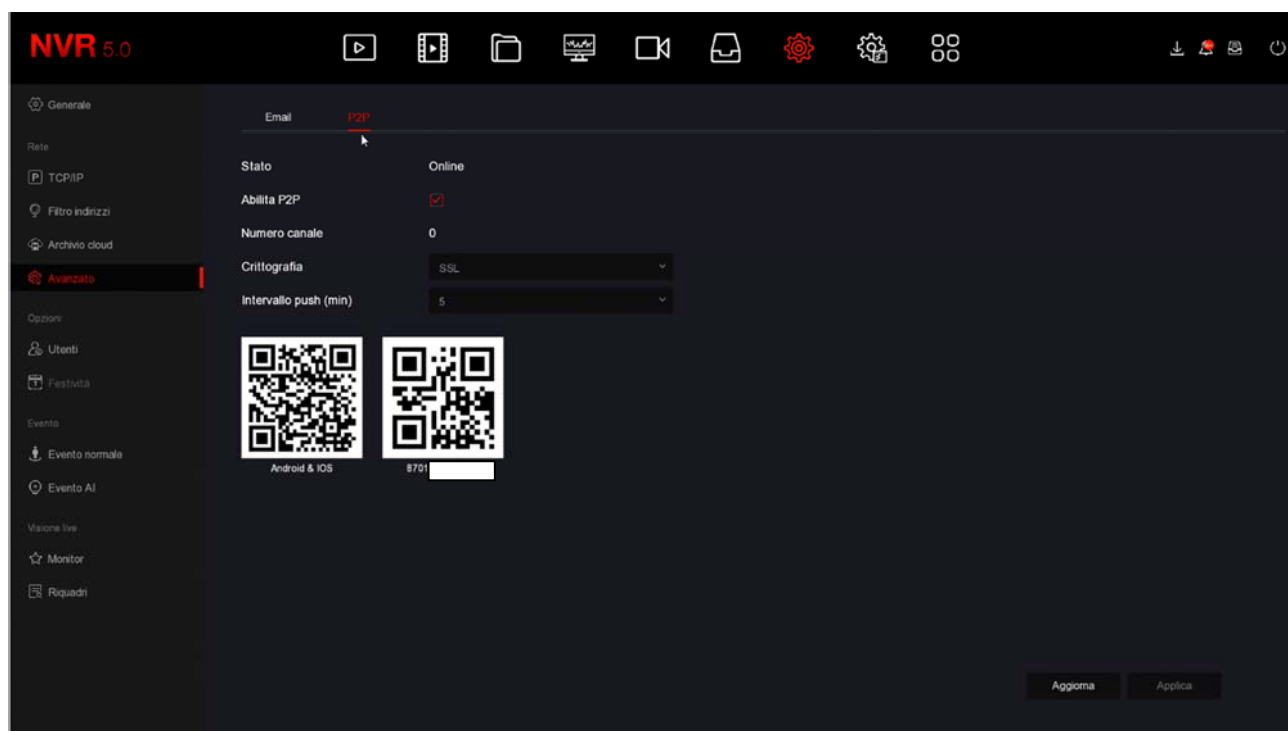 NVR 5.0
Generale
Rete
TCP/IP
Filtro indirizzi
Archivio cloud
Avanzato
Opzioni
Utenti
Festività
Evento
Evento normale
Evento AI
Visione live
Monitor
Riquadri
Email P2P
Stato Online
Abilita P2P
Numero canale 0
Crittografia SSL
Intervallo push (min) 5
Android & IOS 8701
Aggiorna Applica